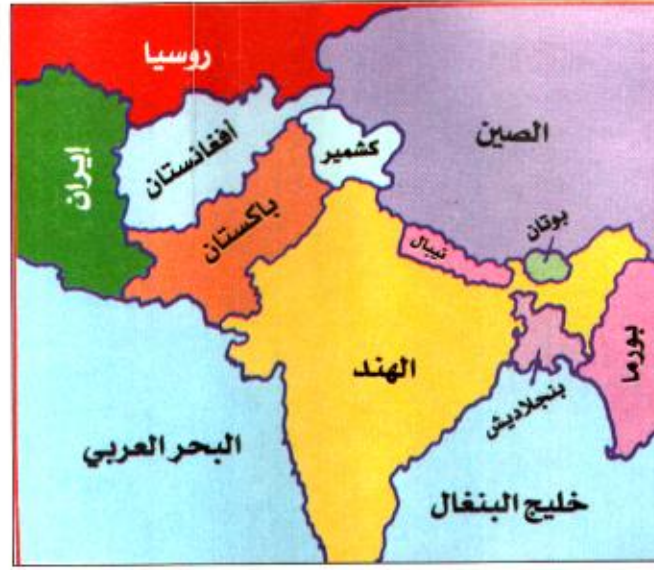 روسيا
الصين
أفغانستان
كشمير
إيران
باكستان
بوتان
نيبال
الهند
بورما
بنجلاديش
البحر العربي
خليج البنغال